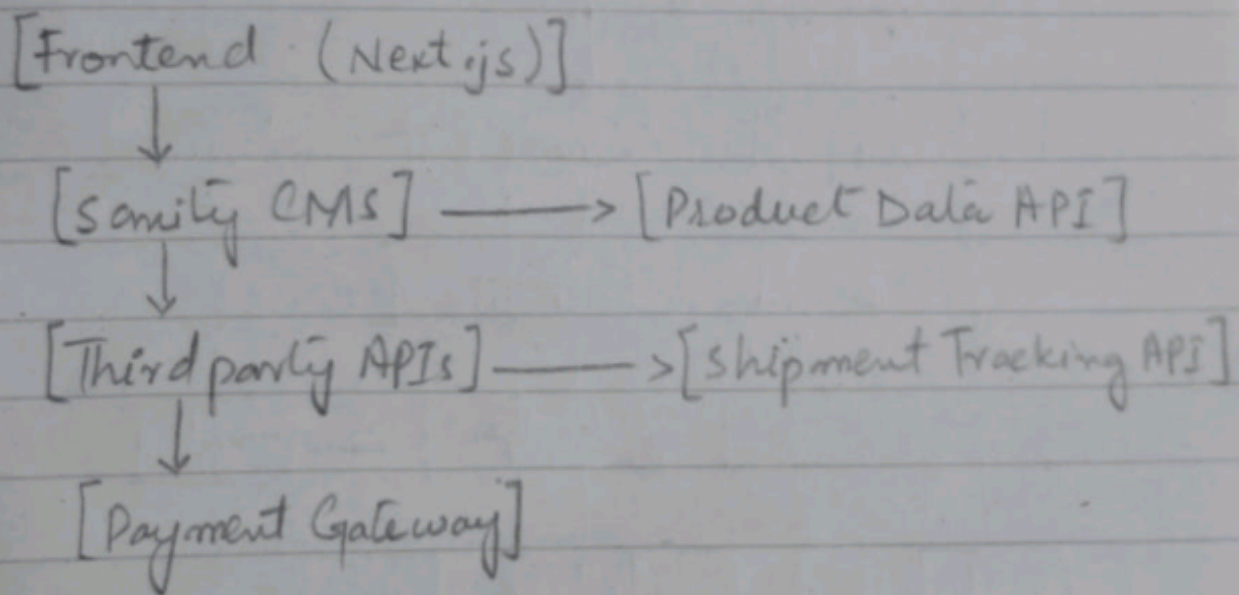 [Frontend (Next.js)]
[Sanity CMS] → [Product Data API]
[Third party APIs] → [Shipment Tracking API]
[Payment Gateway]